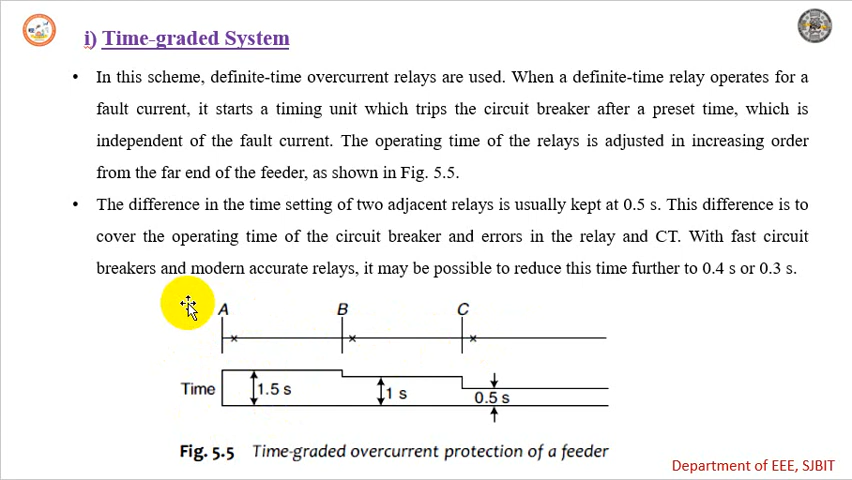 i) Time-graded System
• In this scheme, definite-time overcurrent relays are used. When a definite-time relay operates for a
fault current, it starts a timing unit which trips the circuit breaker after a preset time, which is
independent of the fault current. The operating time of the relays is adjusted in increasing order
from the far end of the feeder, as shown in Fig. 5.5.
• The difference in the time setting of two adjacent relays is usually kept at 0.5 s. This difference is to
cover the operating time of the circuit breaker and errors in the relay and CT. With fast circuit
breakers and modern accurate relays, it may be possible to reduce this time further to 0.4 s or 0.3 s.
A B C
Time 1.5 s 1 s 0.5 s
Fig. 5.5 Time-graded overcurrent protection of a feeder
Department of EEE, SJBIT